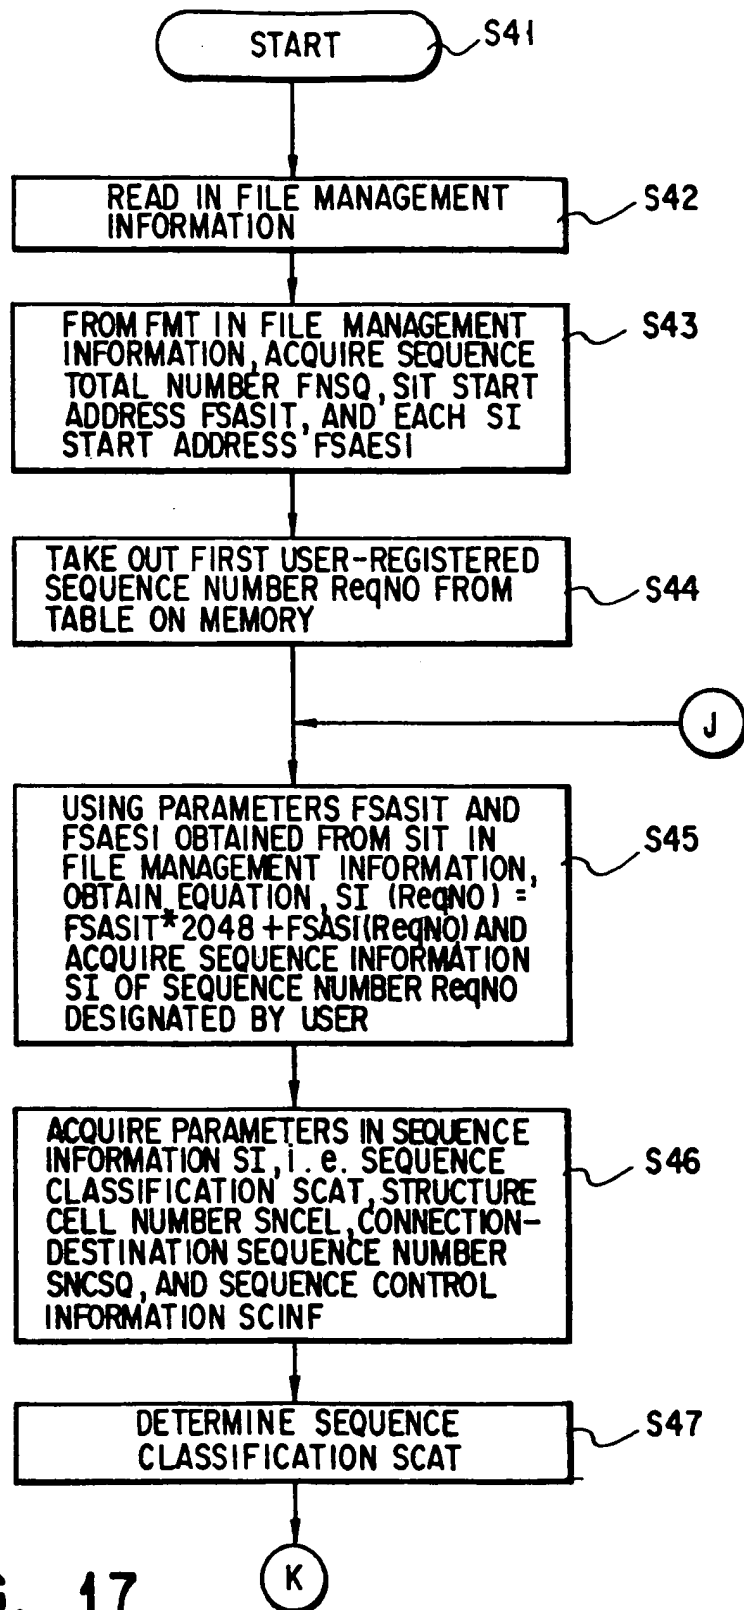 START
S41
READ IN FILE MANAGEMENT
INFORMATION
S42
FROM FMT IN FILE MANAGEMENT
INFORMATION, ACQUIRE SEQUENCE
TOTAL NUMBER FNSQ, SIT START
ADDRESS FSASIT, AND EACH SI
START ADDRESS FSAESI
S43
TAKE OUT FIRST USER-REGISTERED
SEQUENCE NUMBER ReqNO FROM
TABLE ON MEMORY
S44
J
USING PARAMETERS FSASIT AND
FSAESI OBTAINED FROM SIT IN
FILE MANAGEMENT INFORMATION,
OBTAIN EQUATION, SI (ReqNO) =
FSASIT*2048+FSASI(ReqNO) AND
ACQUIRE SEQUENCE INFORMATION
SI OF SEQUENCE NUMBER ReqNO
DESIGNATED BY USER
S45
ACQUIRE PARAMETERS IN SEQUENCE
INFORMATION SI, i.e. SEQUENCE
CLASSIFICATION SCAT, STRUCTURE
CELL NUMBER SNCEL, CONNECTION-
DESTINATION SEQUENCE NUMBER
SNCSQ, AND SEQUENCE CONTROL
INFORMATION SCINF
S46
DETERMINE SEQUENCE
CLASSIFICATION SCAT
S47
K
G. 17